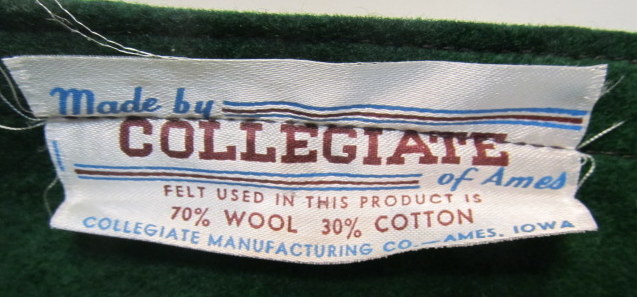 Made by
COLLEGIATE
of Ames
FELT USED IN THIS PRODUCT IS
70% WOOL 30% COTTON
COLLEGIATE MANUFACTURING CO.—AMES, IOWA